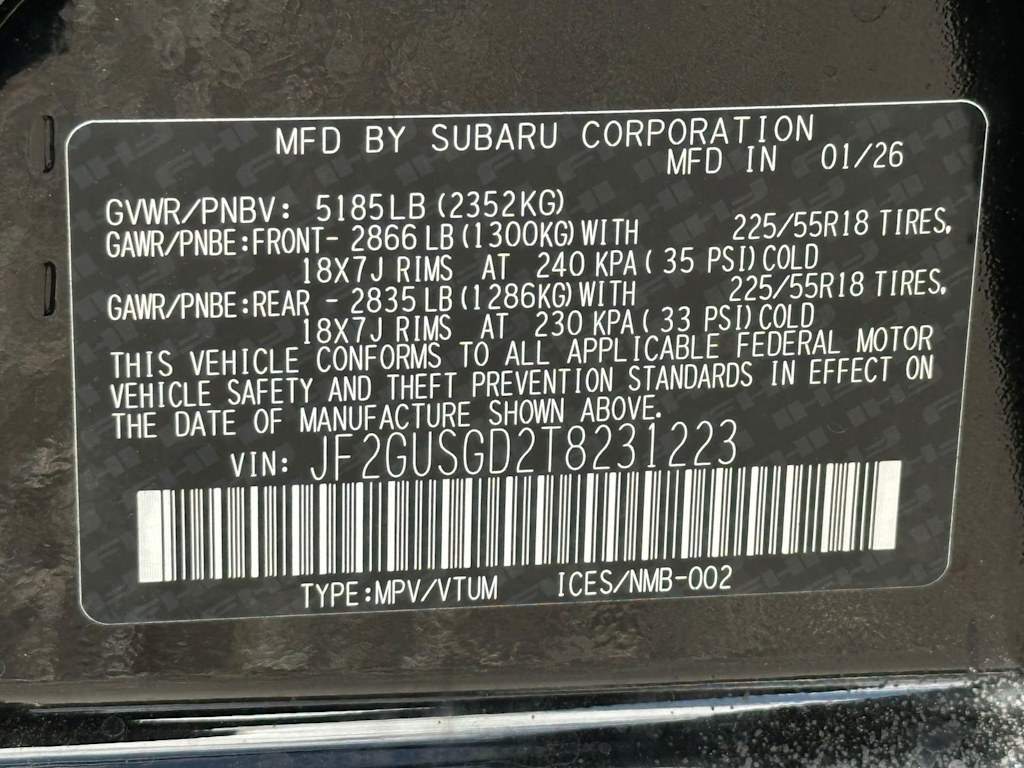 MFD BY SUBARU CORPORATION
MFD IN 01/26
GVWR/PNBV: 5185LB (2352KG)
GAWR/PNBE:FRONT- 2866 LB (1300KG) WITH 225/55R18 TIRES,
18X7J RIMS AT 240 KPA ( 35 PSI) COLD
GAWR/PNBE:REAR - 2835 LB (1286KG) WITH 225/55R18 TIRES,
18X7J RIMS AT 230 KPA ( 33 PSI) COLD
THIS VEHICLE CONFORMS TO ALL APPLICABLE FEDERAL MOTOR
VEHICLE SAFETY AND THEFT PREVENTION STANDARDS IN EFFECT ON
THE DATE OF MANUFACTURE SHOWN ABOVE.
VIN: JF2GUSGD2T8231223
TYPE:MPV/VTUM ICES/NMB-002